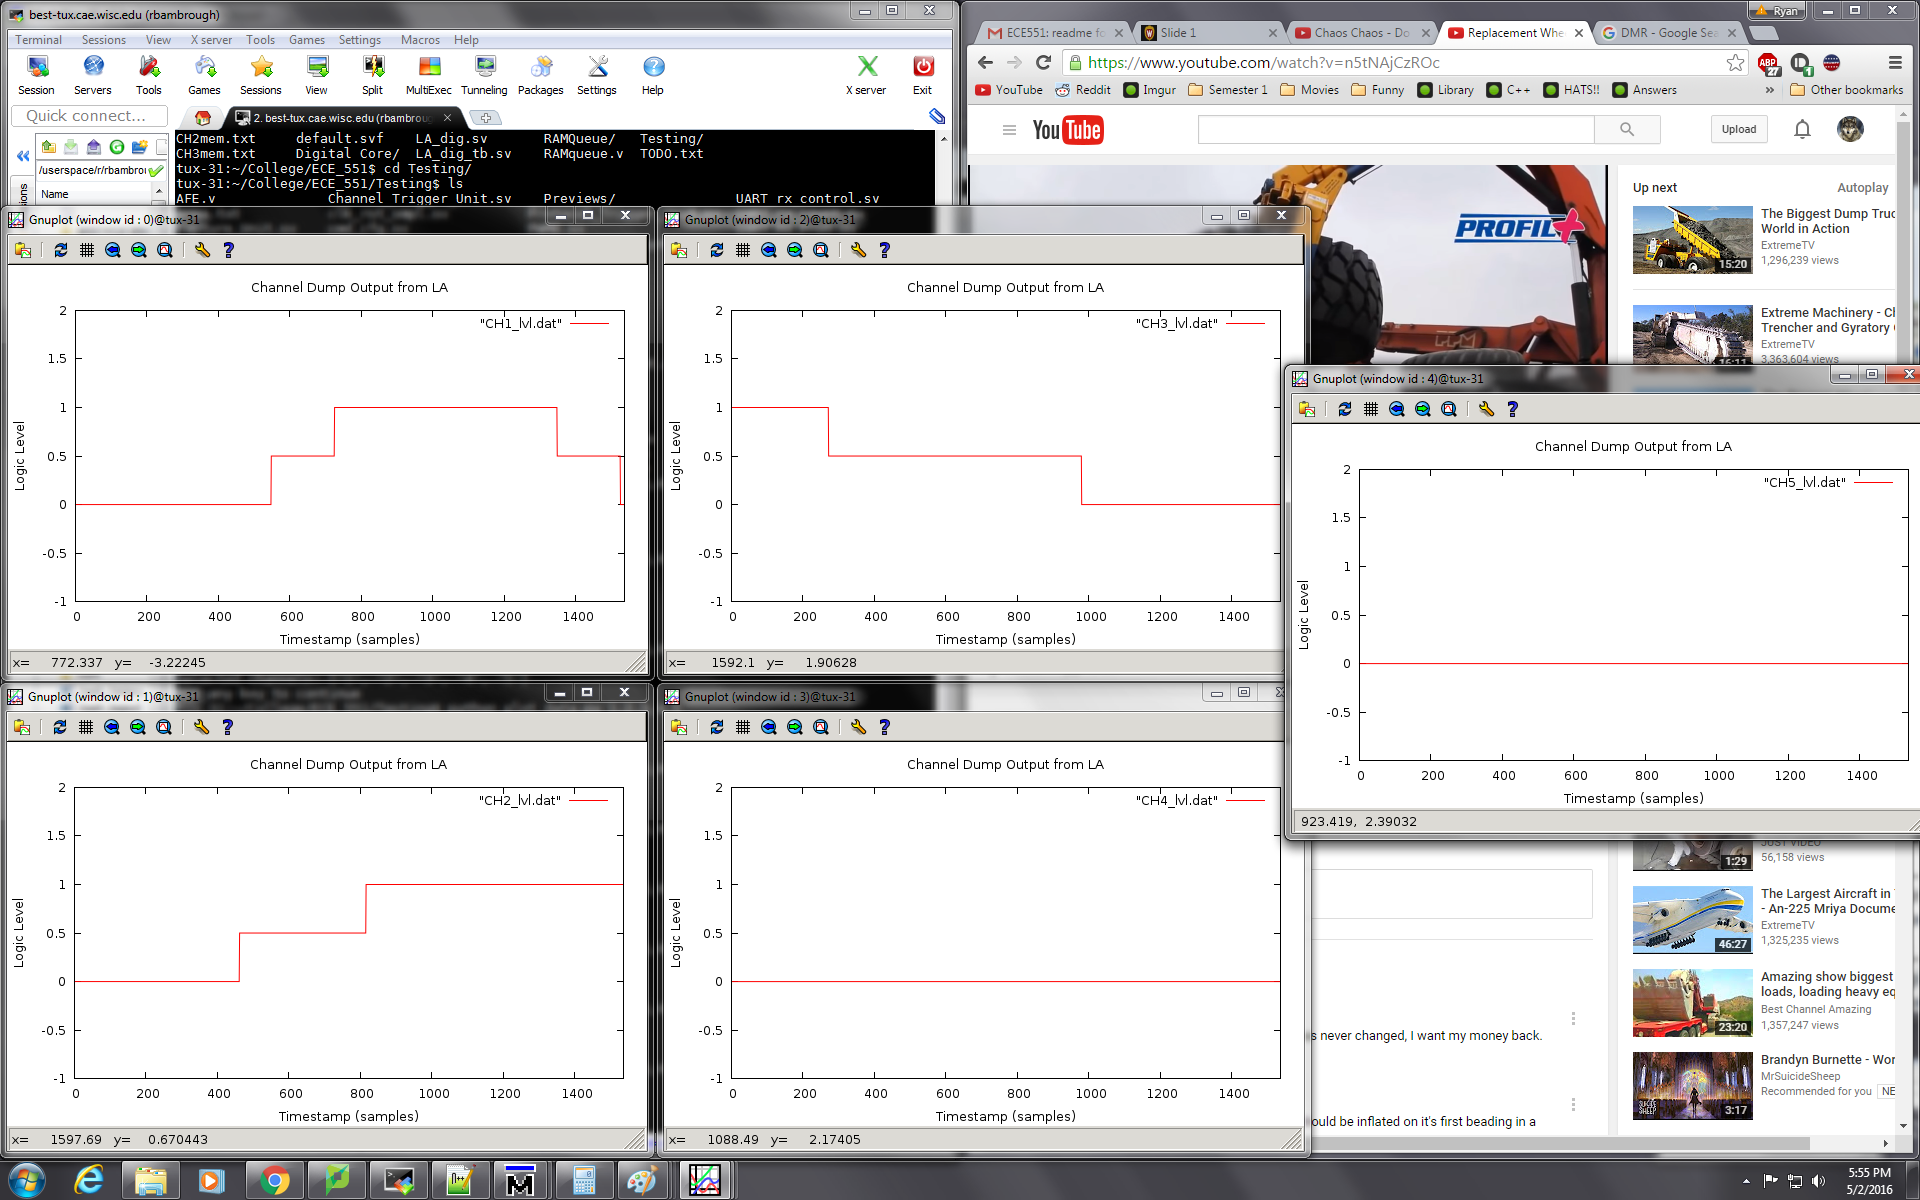 best-tux.cae.wisc.edu (rbambrough)
Terminal Sessions View X server Tools Games Settings Macros Help
Session Servers Tools Games Sessions View Split MultiExec Tunneling Packages Settings Help X server Exit
Quick connect...
2. best-tux.cae.wisc.edu (rbambroug
/userspace/r/rbambrou
Name
CH2mem.txt default.svf LA_dig.sv RAMQueue/ Testing/
CH3mem.txt Digital Core/ LA_dig_tb.sv RAMqueue.v TODO.txt
tux-31:~/College/ECE_551$ cd Testing/
tux-31:~/College/ECE_551/Testing$ ls
AFE.v Channel Trigger Unit.sv Previews/ UART rx control.sv
Gnuplot (window id : 0)@tux-31
Channel Dump Output from LA
"CH1_lvl.dat"
2
1.5
1
0.5
0
-0.5
-1
Logic Level
0 200 400 600 800 1000 1200 1400
Timestamp (samples)
x= 772.337 y= -3.22245
Gnuplot (window id : 2)@tux-31
Channel Dump Output from LA
"CH3_lvl.dat"
2
1.5
1
0.5
0
-0.5
-1
Logic Level
0 200 400 600 800 1000 1200 1400
Timestamp (samples)
x= 1592.1 y= 1.90628
Gnuplot (window id : 1)@tux-31
any key to continue
Channel Dump Output from LA
"CH2_lvl.dat"
2
1.5
1
0.5
0
-0.5
-1
Logic Level
0 200 400 600 800 1000 1200 1400
Timestamp (samples)
x= 1597.69 y= 0.670443
Gnuplot (window id : 3)@tux-31
Channel Dump Output from LA
"CH4_lvl.dat"
2
1.5
1
0.5
0
-0.5
-1
Logic Level
0 200 400 600 800 1000 1200 1400
Timestamp (samples)
x= 1088.49 y= 2.17405
Gnuplot (window id : 4)@tux-31
Channel Dump Output from LA
"CH5_lvl.dat"
2
1.5
1
0.5
0
-0.5
-1
Logic Level
0 200 400 600 800 1000 1200 1400
Timestamp (samples)
923.419, 2.39032
Ryan
ECE551: readme fo
Slide 1
Chaos Chaos - Do
Replacement Whe
DMR - Google Sea
https://www.youtube.com/watch?v=n5tNAjCzROc
ABP 27 1
YouTube Reddit Imgur Semester 1 Movies Funny Library C++ HATS!! Answers » Other bookmarks
YouTube
Upload
PROFIL+
Up next Autoplay
The Biggest Dump Truc
World in Action
ExtremeTV
1,296,239 views
15:20
Extreme Machinery - Cl
Trencher and Gyratory
ExtremeTV
3,363,604 views
16:11
JUST VIDEO
56,158 views
1:29
The Largest Aircraft in
- An-225 Mriya Docume
ExtremeTV
1,325,235 views
46:27
Amazing show biggest
loads, loading heavy eq
Best Channel Amazing
1,357,247 views
23:20
Brandyn Burnette - Wor
MrSuicideSheep
Recommended for you NE
3:17
SUICIDE SHEEP
s never changed, I want my money back.
ould be inflated on it's first beading in a
5:55 PM
5/2/2016